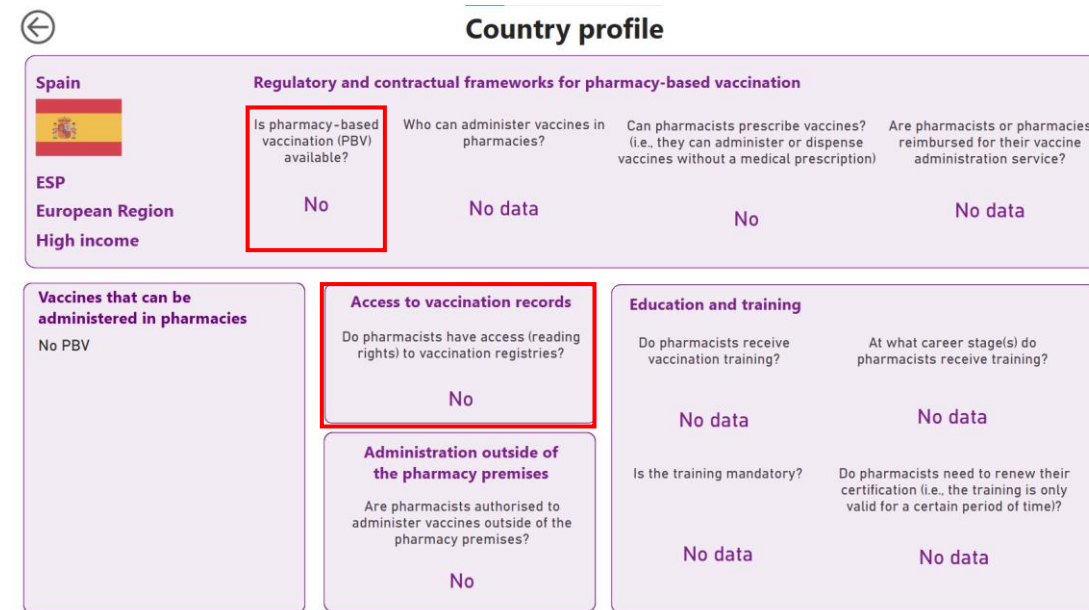 Country profile
Spain
ESP
European Region
High income
Regulatory and contractual frameworks for pharmacy-based vaccination
Is pharmacy-based
vaccination (PBV)
available?
No
Who can administer vaccines in
pharmacies?
No data
Can pharmacists prescribe vaccines?
(i.e., they can administer or dispense
vaccines without a medical prescription)
No
Are pharmacists or pharmacies
reimbursed for their vaccine
administration service?
No data
Vaccines that can be
administered in pharmacies
No PBV
Access to vaccination records
Do pharmacists have access (reading
rights) to vaccination registries?
No
Administration outside of
the pharmacy premises
Are pharmacists authorised to
administer vaccines outside of the
pharmacy premises?
No
Education and training
Do pharmacists receive
vaccination training?
No data
At what career stage(s) do
pharmacists receive training?
No data
Is the training mandatory?
No data
Do pharmacists need to renew their
certification (i.e., the training is only
valid for a certain period of time)?
No data